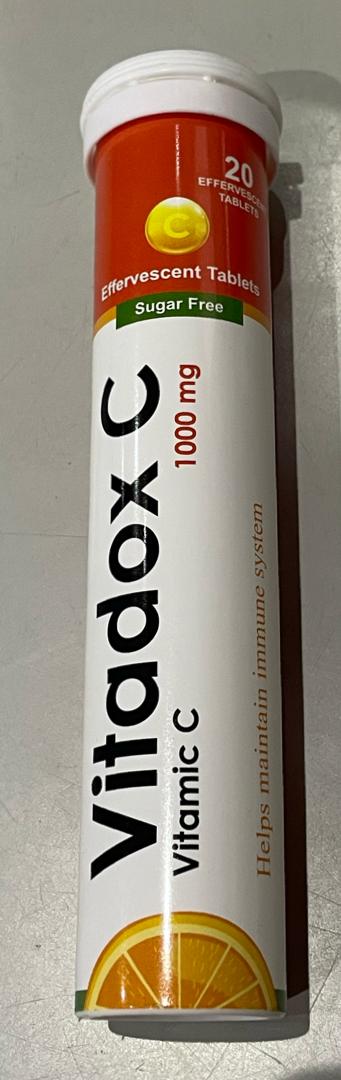 20
EFFERVESCENT
TABLETS
C
Effervescent Tablets
Sugar Free
Vitadox C
1000 mg
Vitamic C
Helps maintain immune system